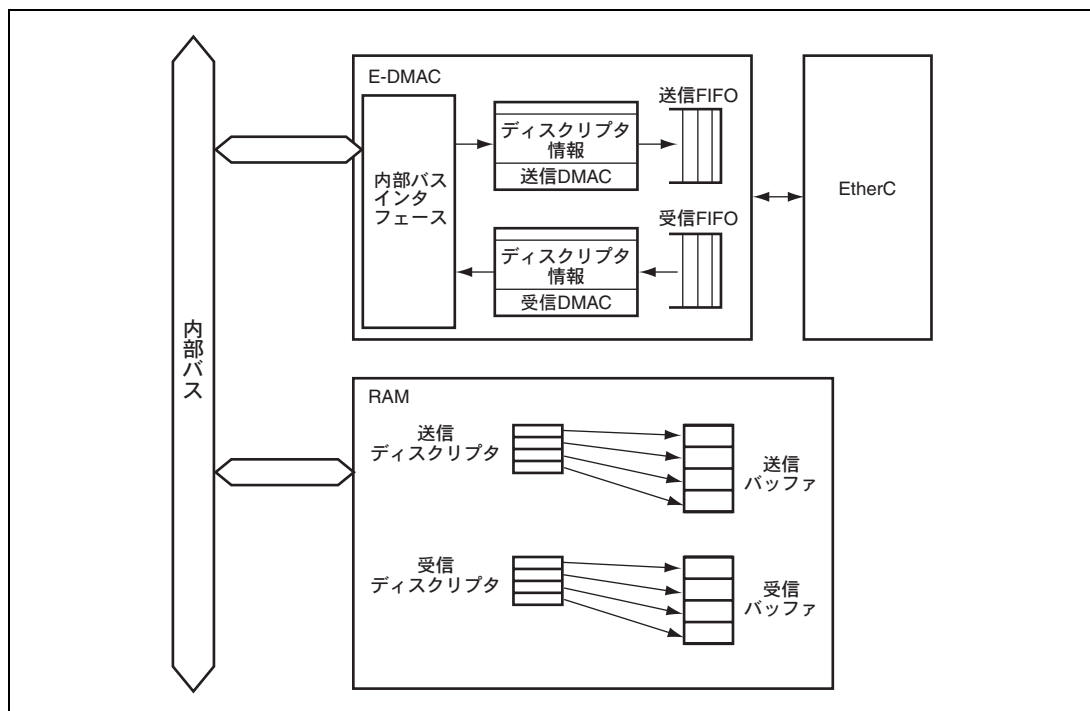 E-DMAC
内部バス
インタ
フェース
ディスクリプタ
情報
送信DMAC
送信FIFO
ディスクリプタ
情報
受信DMAC
受信FIFO
EtherC
内部バス
RAM
送信
ディスクリプタ
送信
バッファ
受信
ディスクリプタ
受信
バッファ